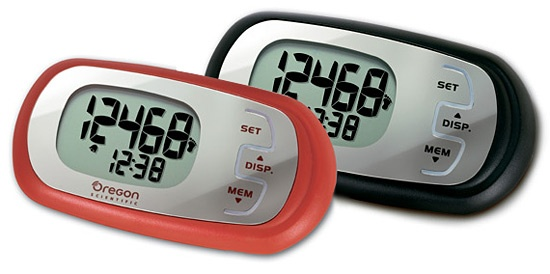 12468
12:38
SET
DISP.
MEM
OREGON
SCIENTIFIC
12468
12:38
SET
DISP.
MEM